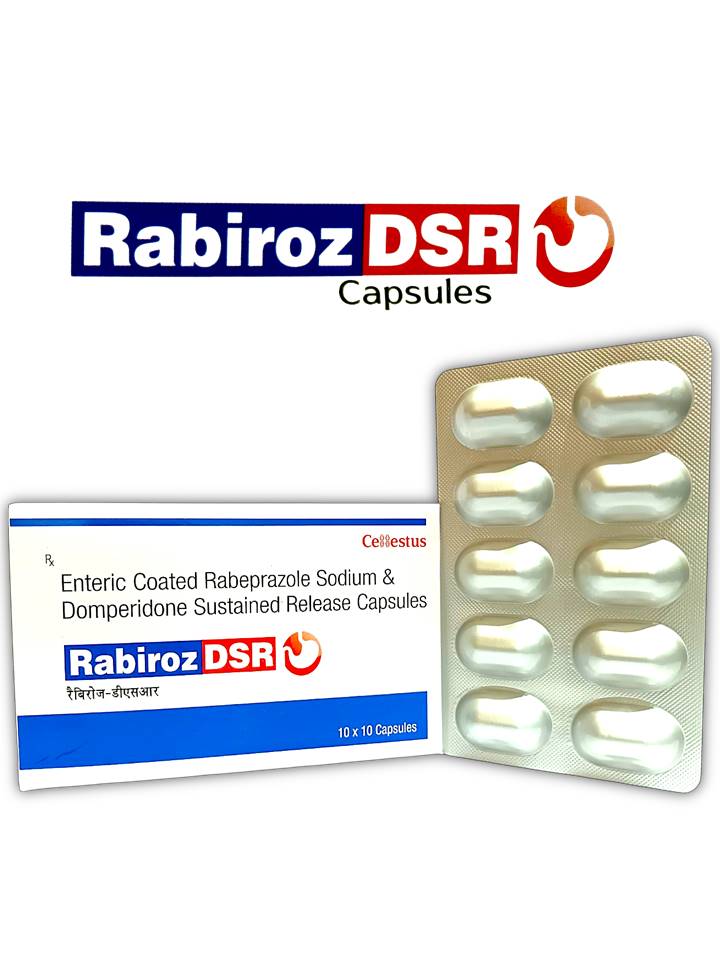 Rabiroz DSR
Capsules
Cellestus
Rx
Enteric Coated Rabeprazole Sodium &
Domperidone Sustained Release Capsules
Rabiroz DSR
रैबिरोज-डीएसआर
10 x 10 Capsules